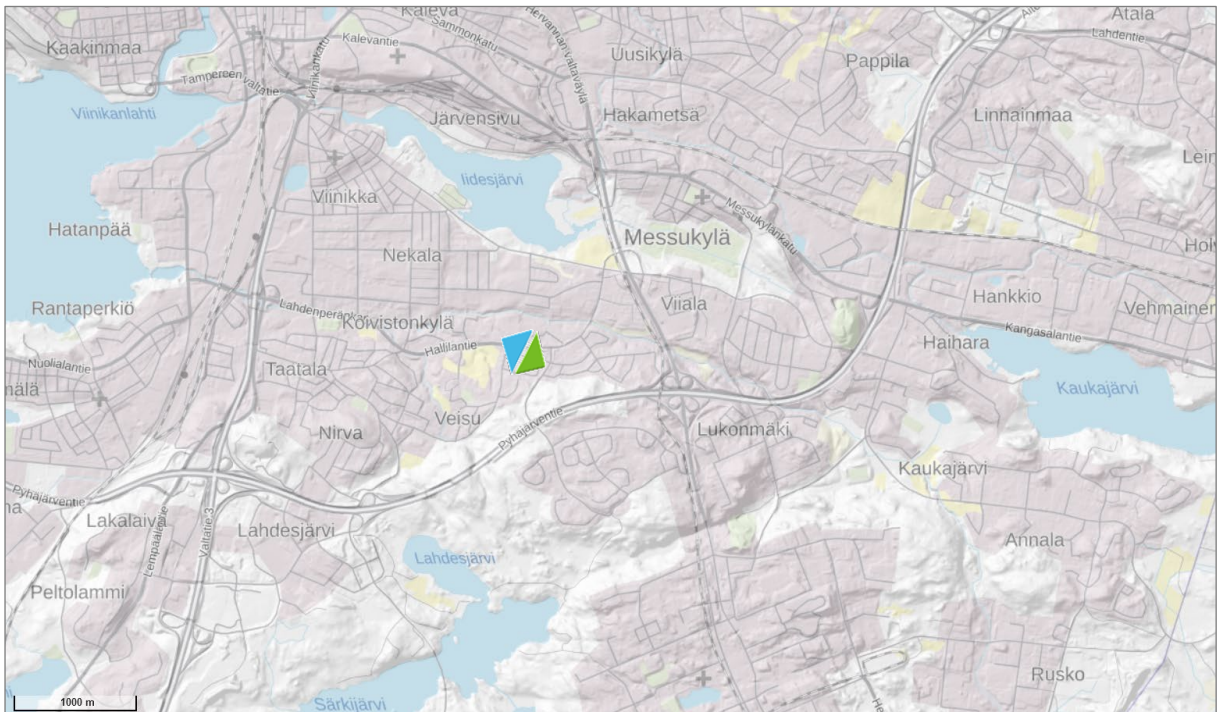 Kaleva
Atala
Kaakinmaa
Kalevantie
Sammonkatu
Hervannan valtaväylä
Lahdentie
Uusikylä
Pappila
Tampereen valtatie
Viinikankatu
Viinikanlahti
Järvensivu
Hakametsä
Linnainmaa
Iidesjärvi
Viinikka
Messukylänkatu
Hatanpää
Messukylä
Nekala
Rantaperkiö
Viiala
Hankkio
Vehmainen
Koivistonkylä
Hallilantie
Kangasalantie
Haihara
Nuolialantie
Taatala
Kaukajärvi
Veisu
Pyhäjärventie
Nirva
Lukonmäki
Kaukajärvi
Pyhäjärventie
Lakalaiva
Lempääläntie
Valtatie 3
Lahdesjärvi
Annala
Lahdesjärvi
Peltolammi
Rusko
1000 m
Särkijärvi